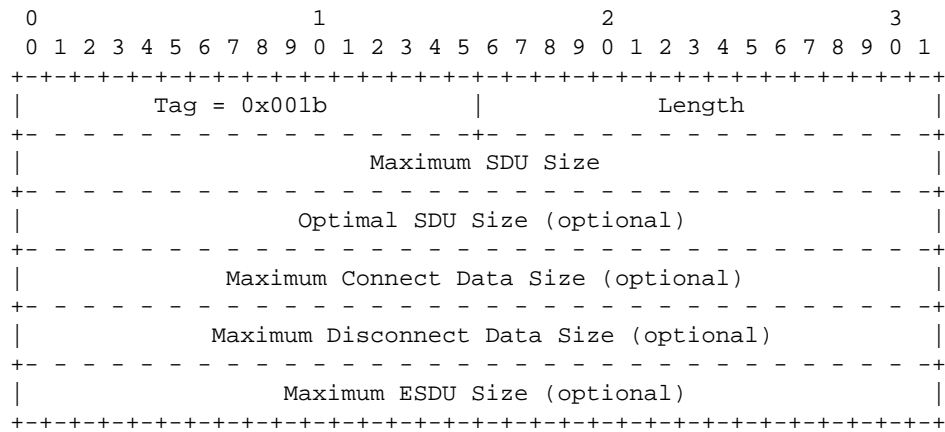 0                   1                   2                   3
 0 1 2 3 4 5 6 7 8 9 0 1 2 3 4 5 6 7 8 9 0 1 2 3 4 5 6 7 8 9 0 1
+-+-+-+-+-+-+-+-+-+-+-+-+-+-+-+-+-+-+-+-+-+-+-+-+-+-+-+-+-+-+-+-+
|         Tag = 0x001b          |            Length             |
+- - - - - - - - - - - - - - - -+- - - - - - - - - - - - - - - -+
|                        Maximum SDU Size                       |
+- - - - - - - - - - - - - - - - - - - - - - - - - - - - - - - -+
|                   Optimal SDU Size (optional)                 |
+- - - - - - - - - - - - - - - - - - - - - - - - - - - - - - - -+
|              Maximum Connect Data Size (optional)             |
+- - - - - - - - - - - - - - - - - - - - - - - - - - - - - - - -+
|             Maximum Disconnect Data Size (optional)           |
+- - - - - - - - - - - - - - - - - - - - - - - - - - - - - - - -+
|                  Maximum ESDU Size (optional)                 |
+-+-+-+-+-+-+-+-+-+-+-+-+-+-+-+-+-+-+-+-+-+-+-+-+-+-+-+-+-+-+-+-+